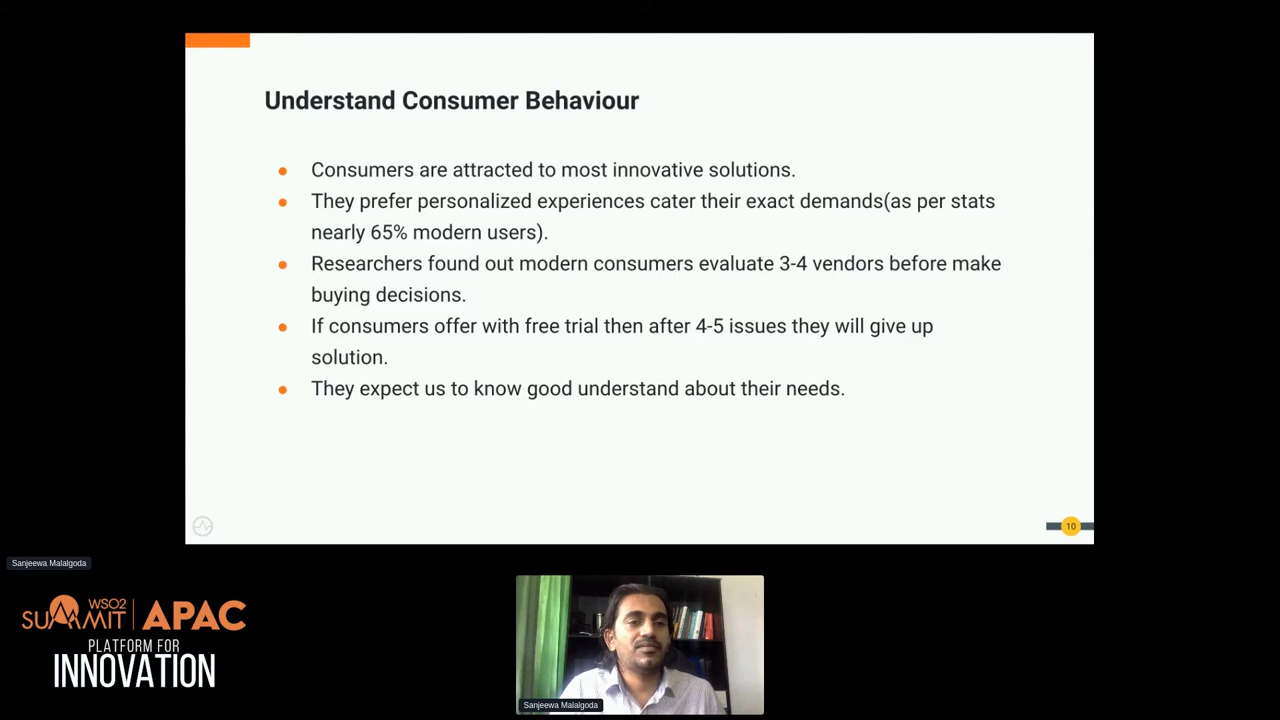 Understand Consumer Behaviour
Consumers are attracted to most innovative solutions.
They prefer personalized experiences cater their exact demands(as per stats
nearly 65% modern users).
Researchers found out modern consumers evaluate 3-4 vendors before make
buying decisions.
If consumers offer with free trial then after 4-5 issues they will give up
solution.
They expect us to know good understand about their needs.
10
Sanjeewa Malalgoda
WSO2
SUMMIT APAC
PLATFORM FOR
INNOVATION
Sanjeewa Malalgoda